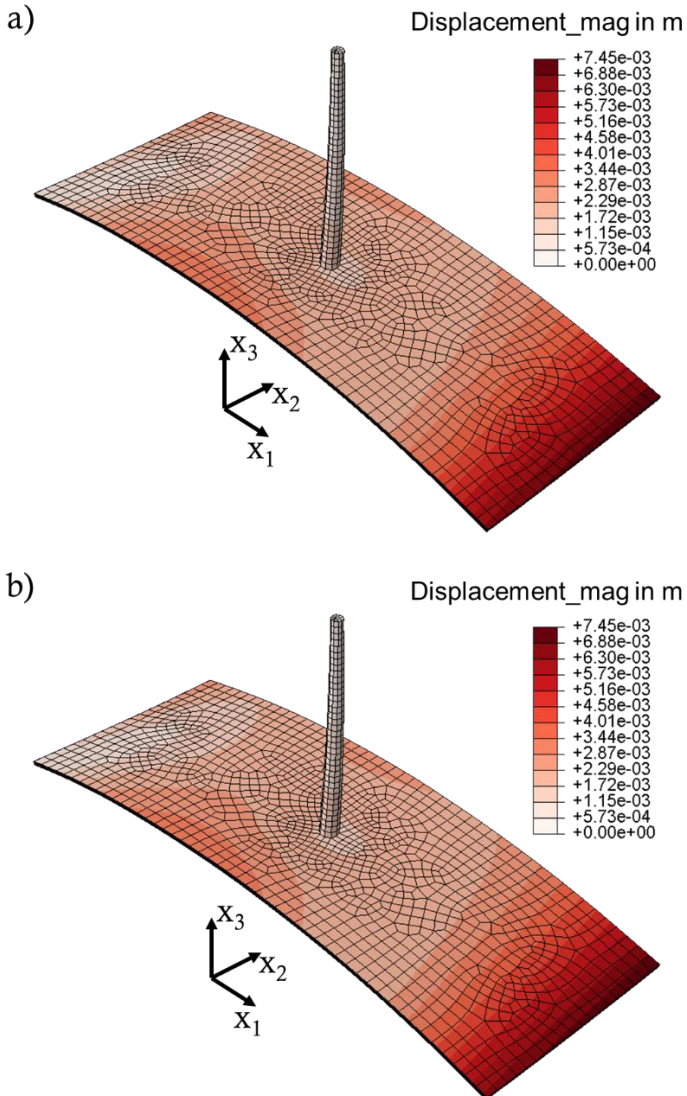 a)
Displacement_mag in m
+7.45e-03
+6.88e-03
+6.30e-03
+5.73e-03
+5.16e-03
+4.58e-03
+4.01e-03
+3.44e-03
+2.87e-03
+2.29e-03
+1.72e-03
+1.15e-03
+5.73e-04
+0.00e+00
x₃
x₂
x₁
b)
Displacement_mag in m
+7.45e-03
+6.88e-03
+6.30e-03
+5.73e-03
+5.16e-03
+4.58e-03
+4.01e-03
+3.44e-03
+2.87e-03
+2.29e-03
+1.72e-03
+1.15e-03
+5.73e-04
+0.00e+00
x₃
x₂
x₁